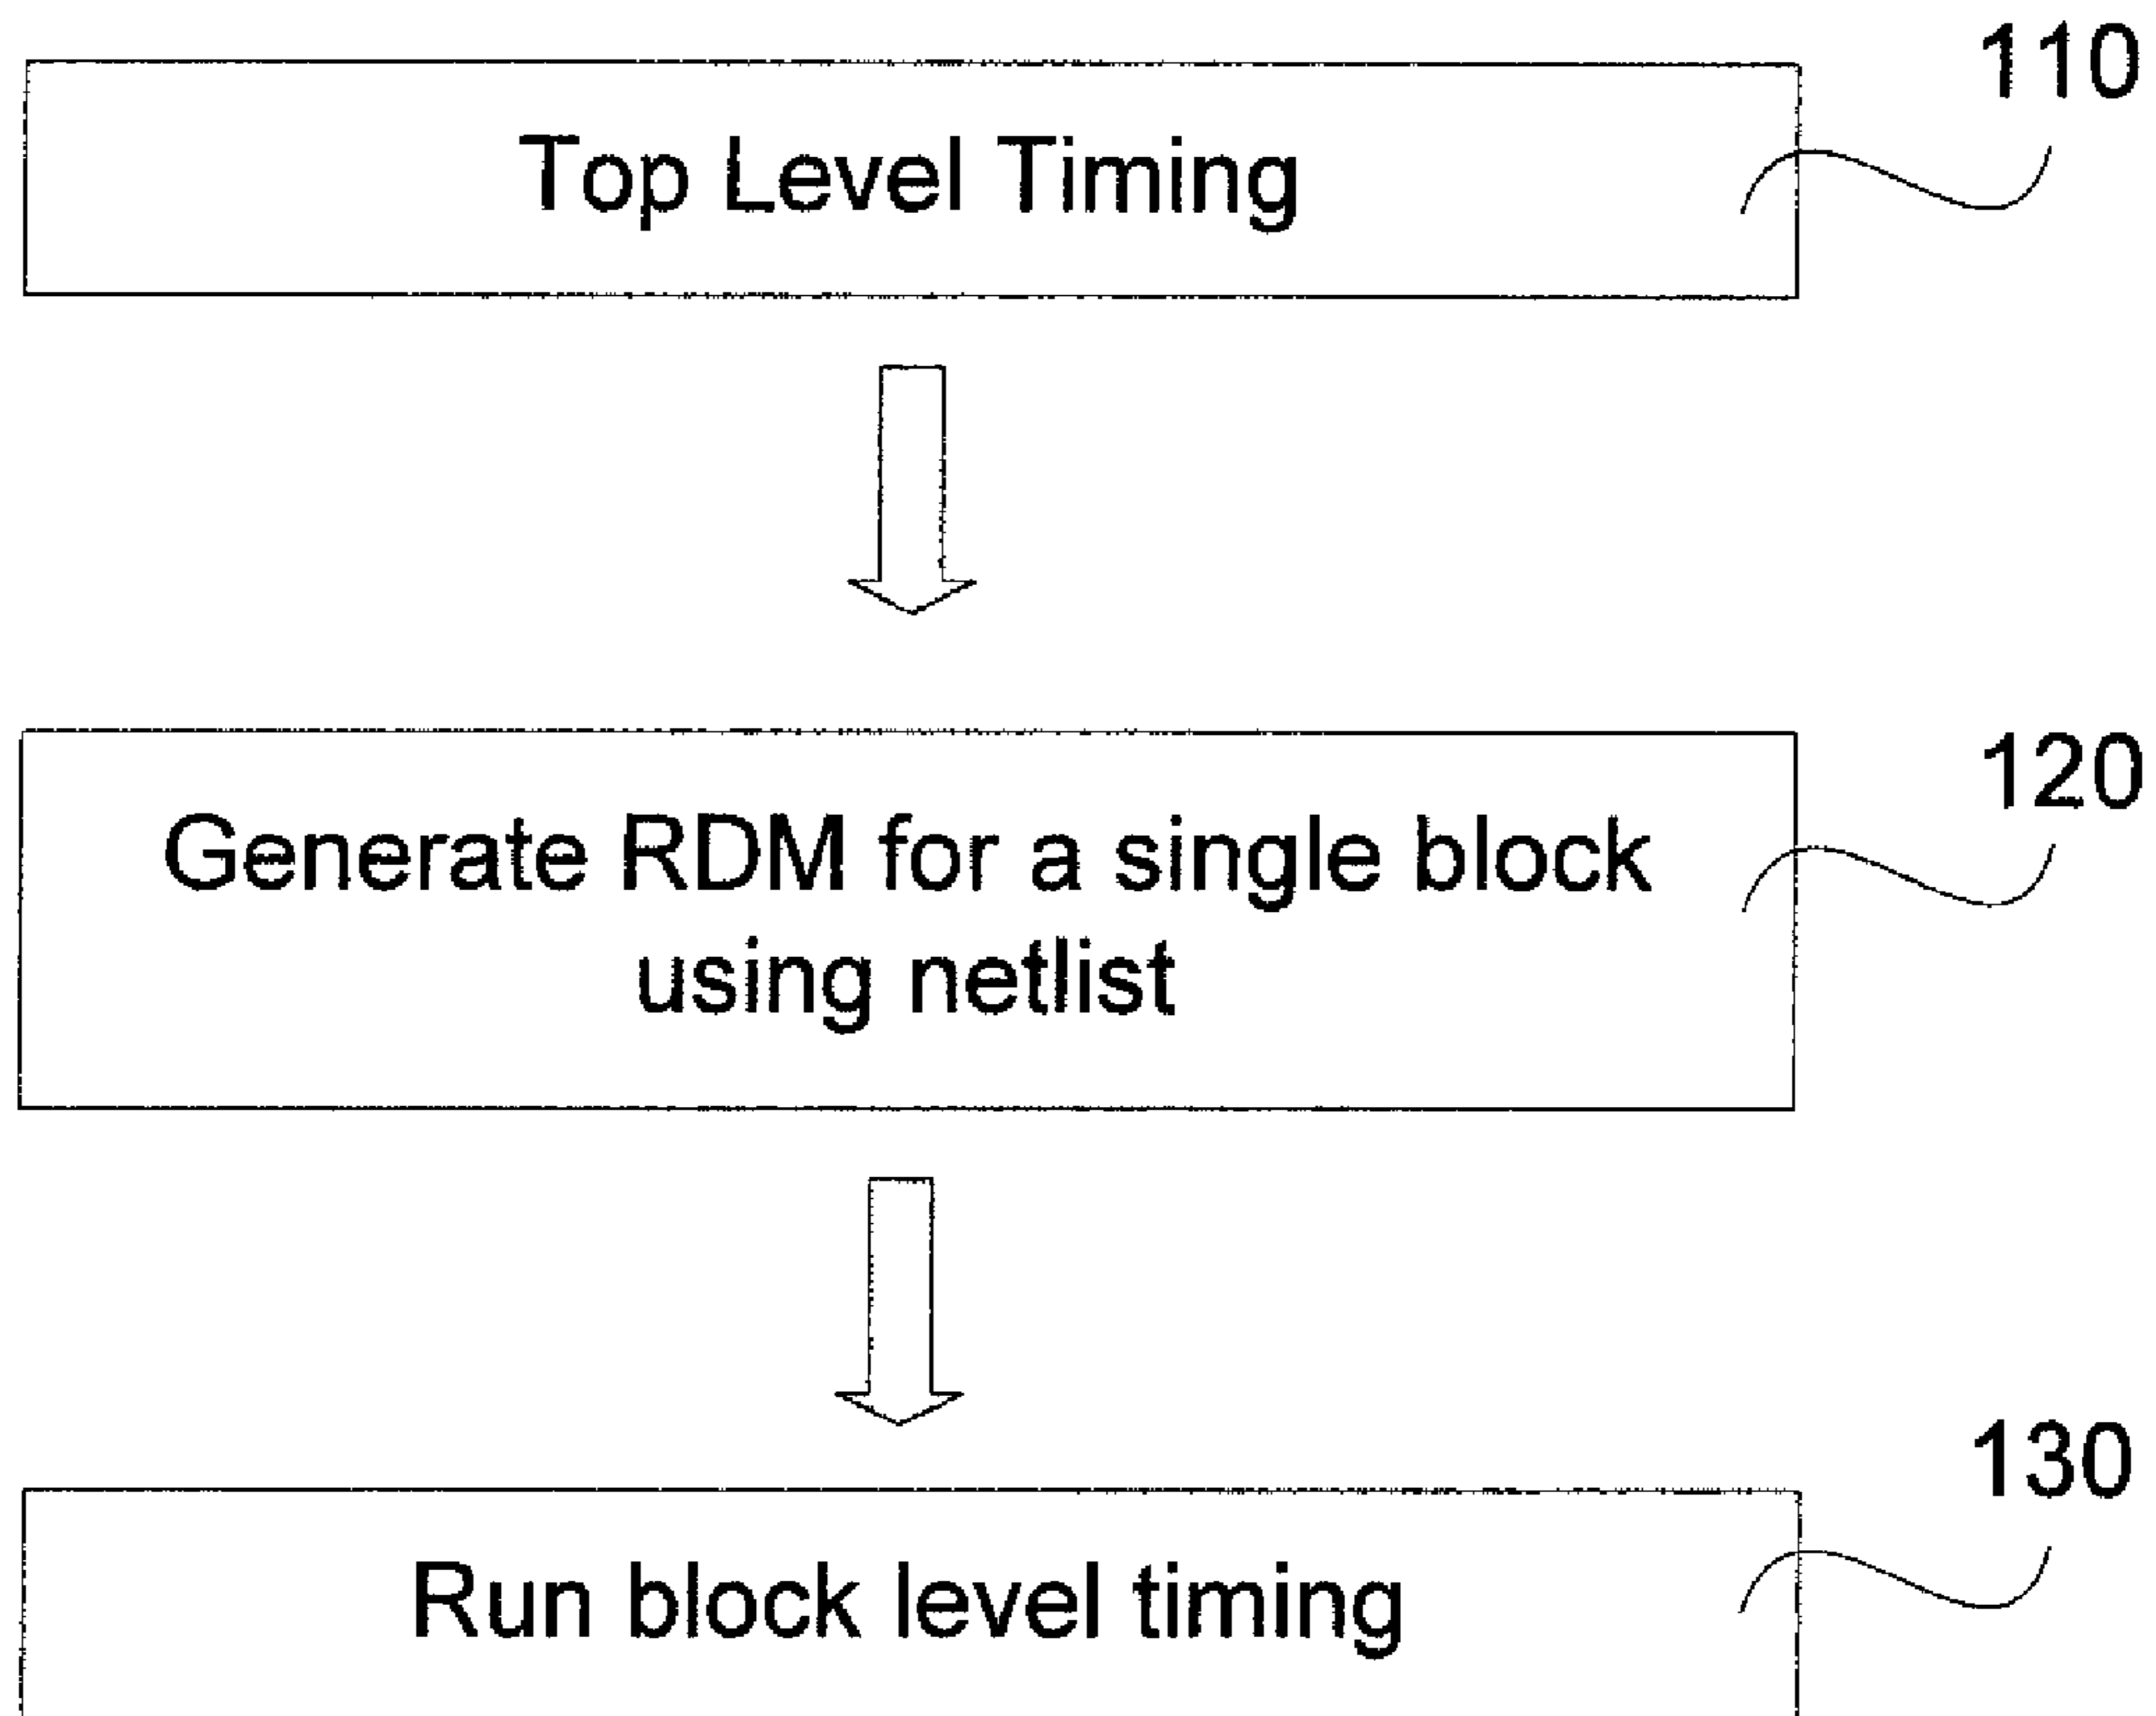 110
Top Level Timing
120
Generate RDM for a single block
using netlist
130
Run block level timing